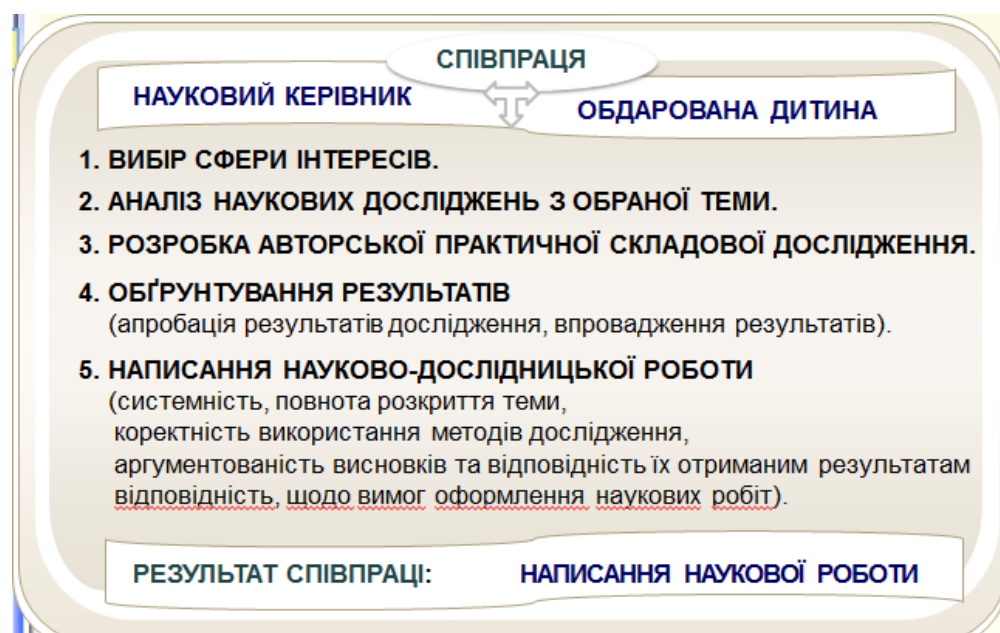 СПІВПРАЦЯ
НАУКОВИЙ КЕРІВНИК
ОБДАРОВАНА ДИТИНА
1. ВИБІР СФЕРИ ІНТЕРЕСІВ.
2. АНАЛІЗ НАУКОВИХ ДОСЛІДЖЕНЬ З ОБРАНОЇ ТЕМИ.
3. РОЗРОБКА АВТОРСЬКОЇ ПРАКТИЧНОЇ СКЛАДОВОЇ ДОСЛІДЖЕННЯ.
4. ОБҐРУНТУВАННЯ РЕЗУЛЬТАТІВ
(апробація результатів дослідження, впровадження результатів).
5. НАПИСАННЯ НАУКОВО-ДОСЛІДНИЦЬКОЇ РОБОТИ
(системність, повнота розкриття теми,
коректність використання методів дослідження,
аргументованість висновків та відповідність їх отриманим результатам
відповідність, щодо вимог оформлення наукових робіт).
РЕЗУЛЬТАТ СПІВПРАЦІ: НАПИСАННЯ НАУКОВОЇ РОБОТИ